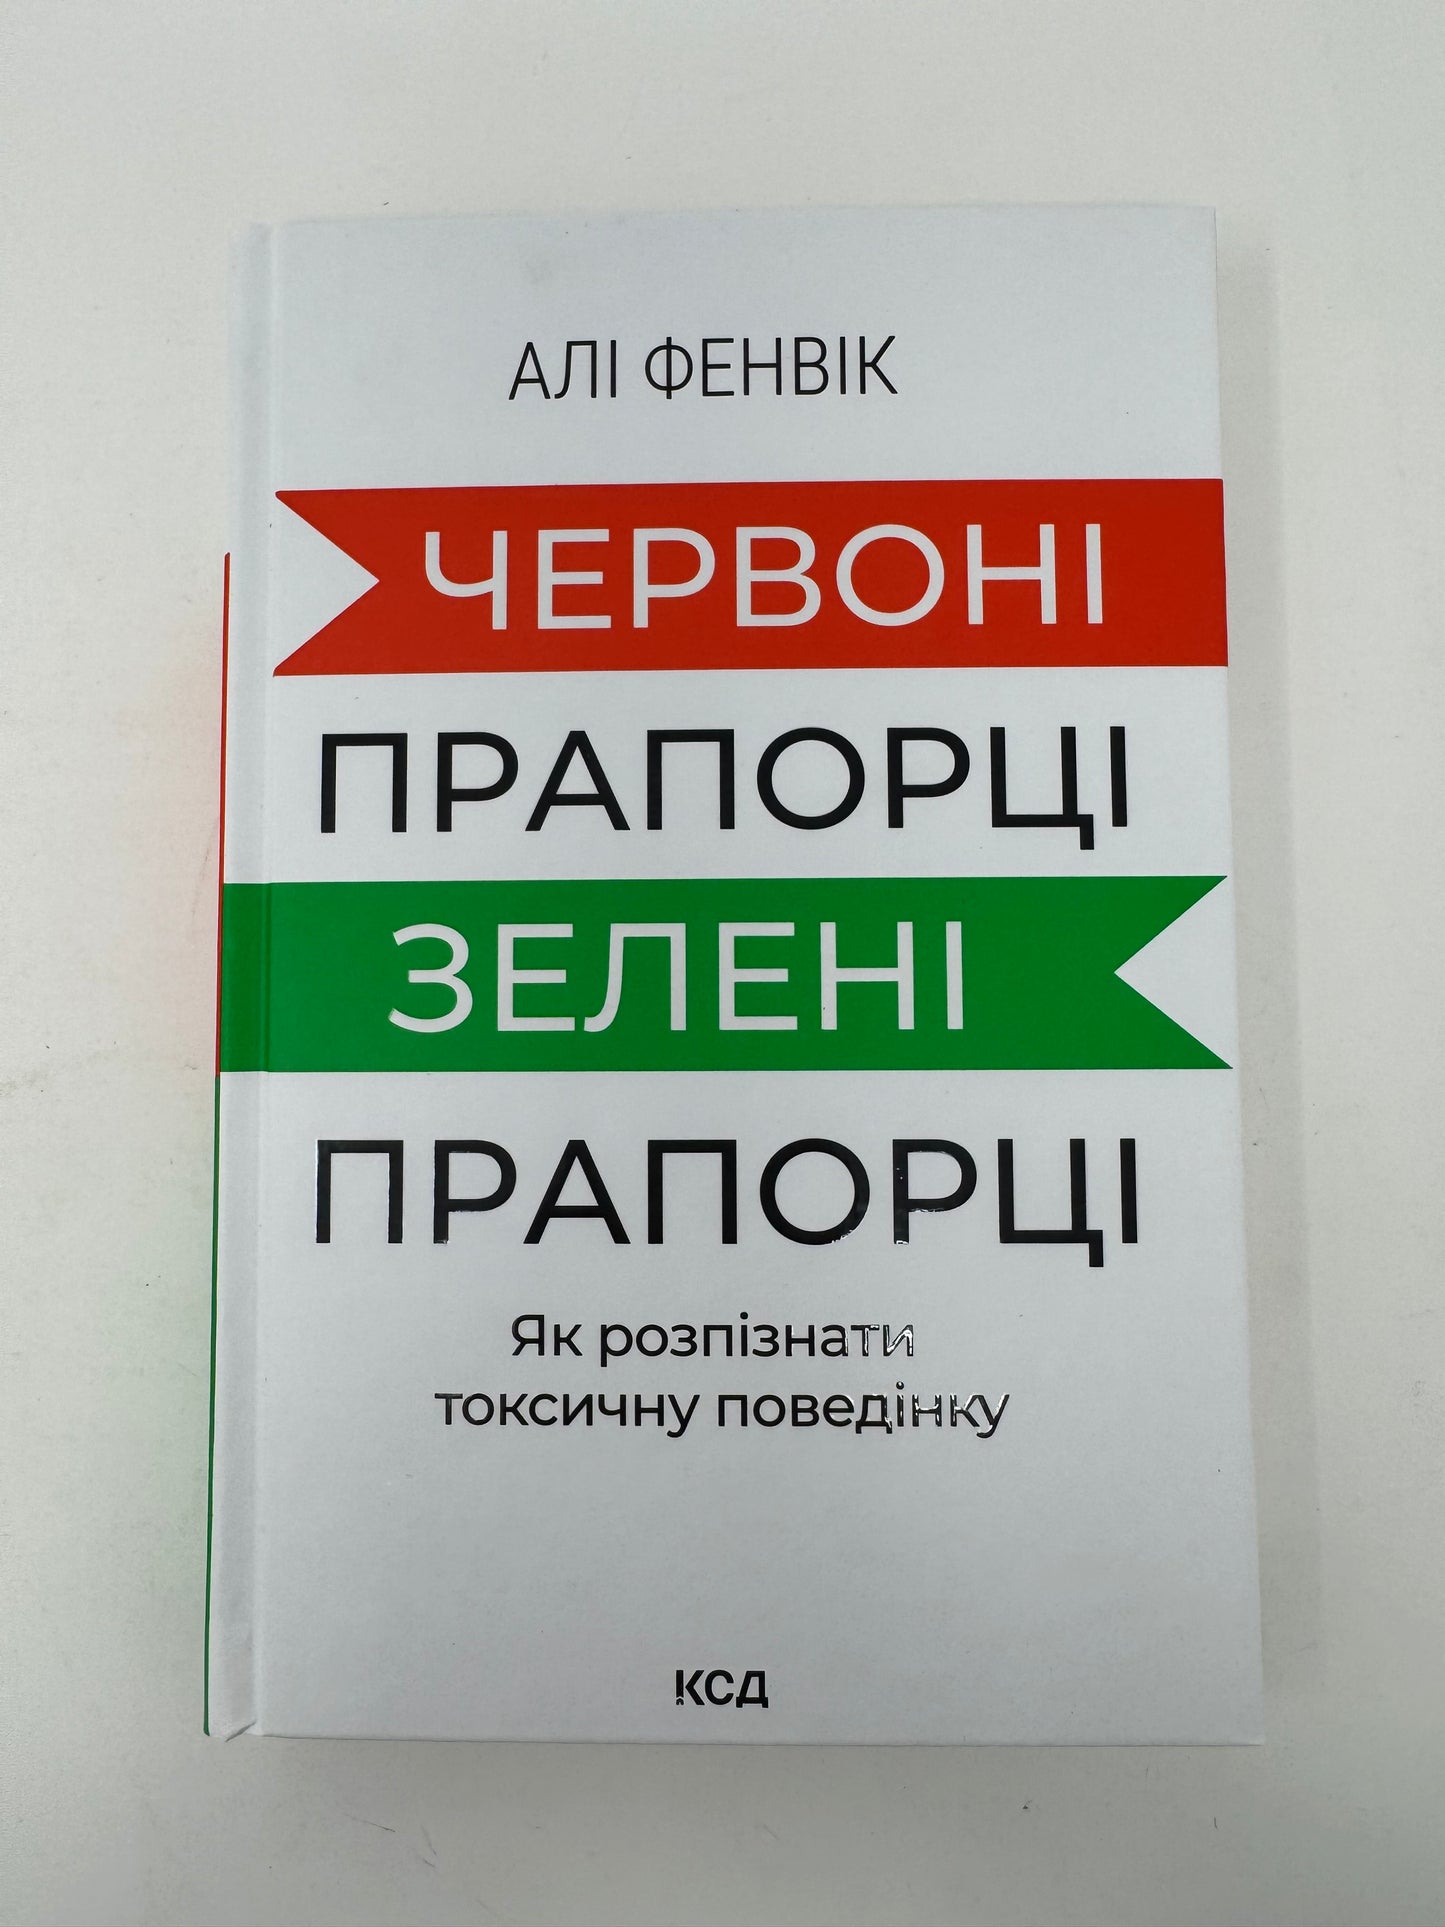 АЛІ ФЕНВІК
ЧЕРВОНІ
ПРАПОРЦІ
ЗЕЛЕНІ
ПРАПОРЦІ
Як розпізнати
токсичну поведінку
КСД